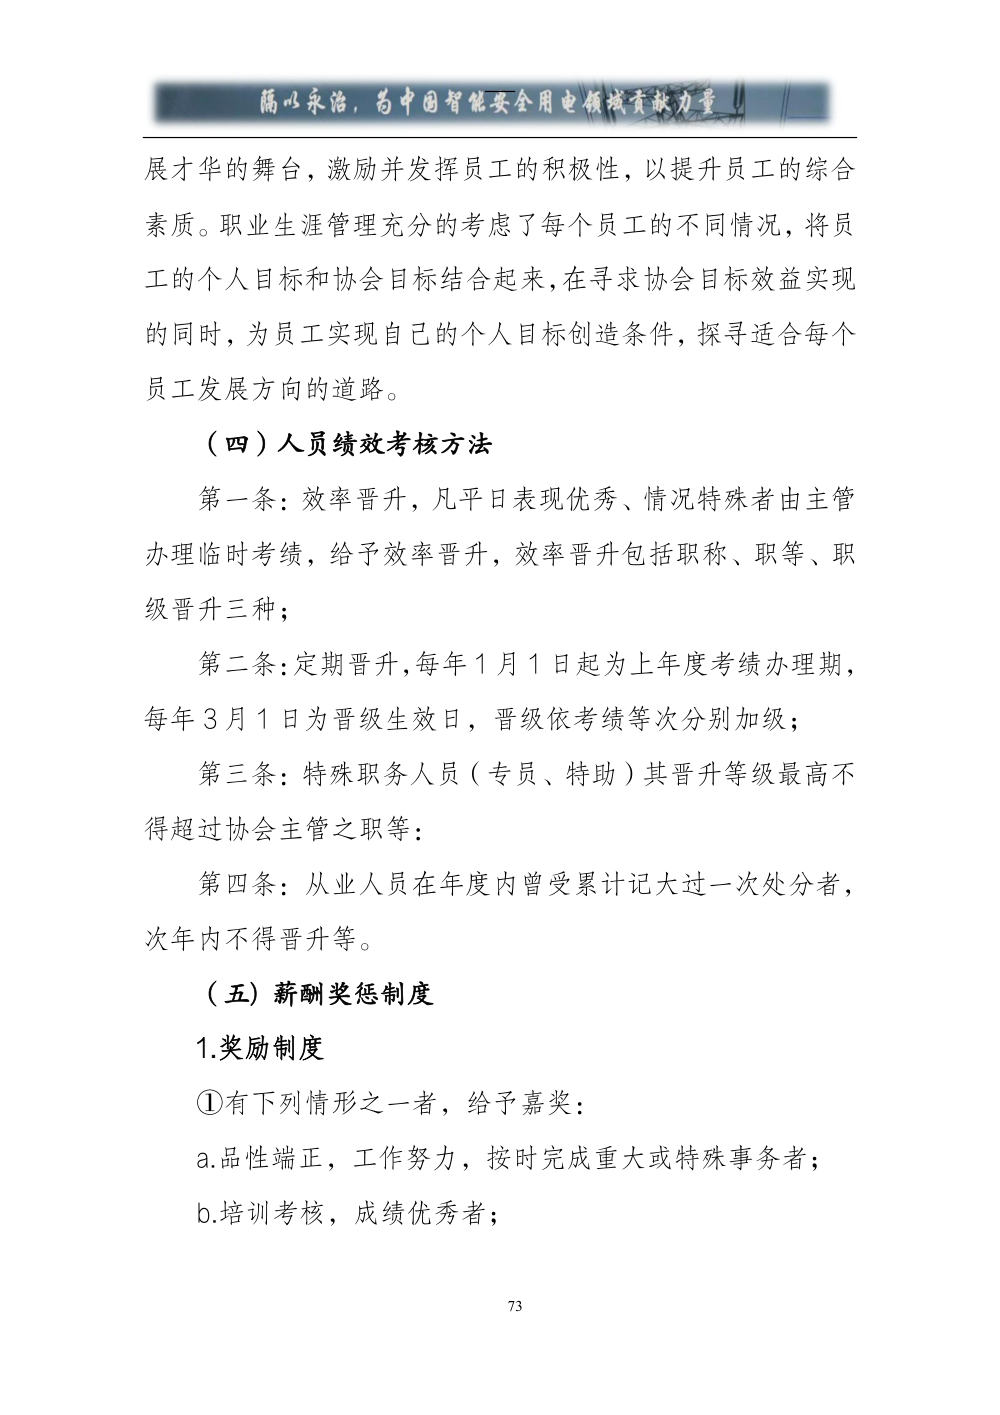 隔以永治，为中国智能安全用电领域贡献力量
展才华的舞台，激励并发挥员工的积极性，以提升员工的综合
素质。职业生涯管理充分的考虑了每个员工的不同情况，将员
工的个人目标和协会目标结合起来，在寻求协会目标效益实现
的同时，为员工实现自己的个人目标创造条件，探寻适合每个
员工发展方向的道路。
（四）人员绩效考核方法
第一条：效率晋升，凡平日表现优秀、情况特殊者由主管
办理临时考绩，给予效率晋升，效率晋升包括职称、职等、职
级晋升三种；
第二条：定期晋升，每年1月1日起为上年度考绩办理期，
每年3月1日为晋级生效日，晋级依考绩等次分别加级；
第三条：特殊职务人员（专员、特助）其晋升等级最高不
得超过协会主管之职等：
第四条：从业人员在年度内曾受累计记大过一次处分者，
次年内不得晋升等。
（五）薪酬奖惩制度
1.奖励制度
①有下列情形之一者，给予嘉奖：
a.品性端正，工作努力，按时完成重大或特殊事务者；
b.培训考核，成绩优秀者；
73